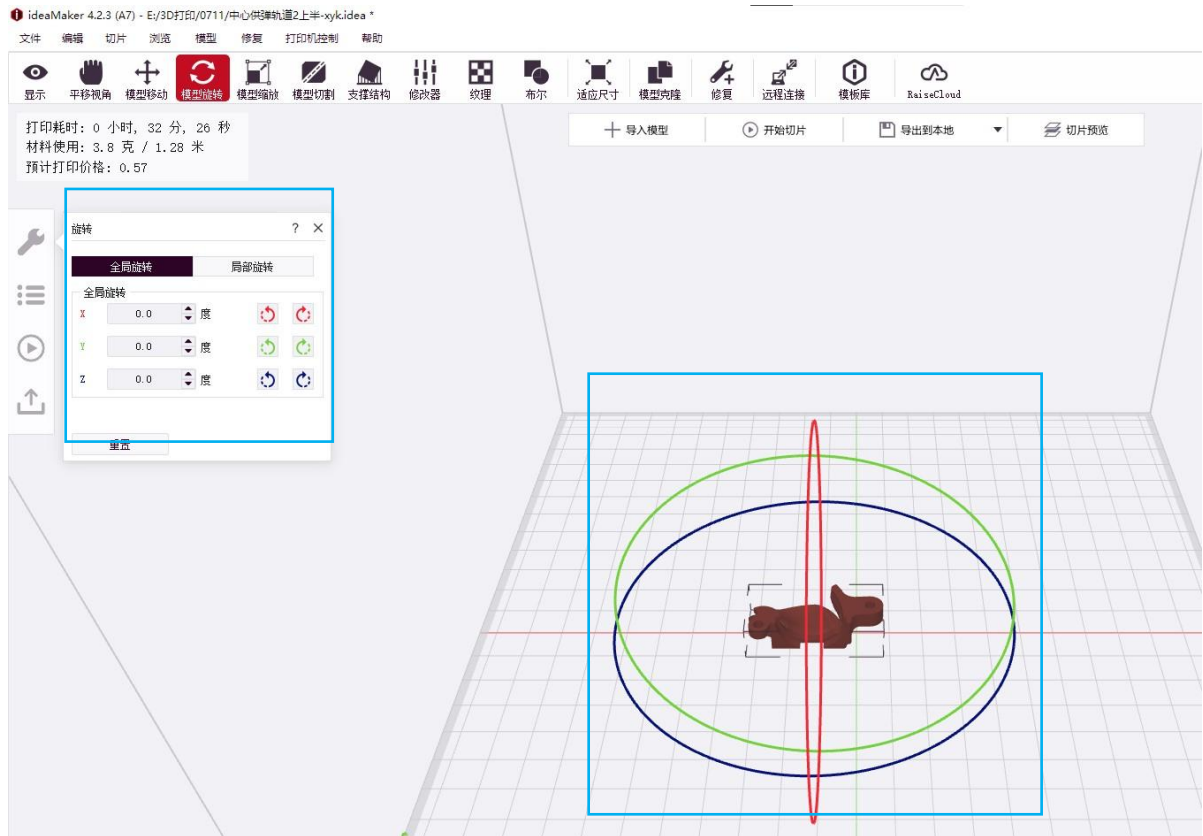 ideaMaker 4.2.3 (A7) - E:/3D打印/0711/中心供弹轨道2上半-xyk.idea *
文件 编辑 切片 浏览 模型 修复 打印机控制 帮助
显示 平移视角 模型移动 模型旋转 模型缩放 模型切割 支撑结构 修改器 纹理 布尔 适应尺寸 模型克隆 修复 远程连接 模板库 RaiseCloud
打印耗时: 0 小时, 32 分, 26 秒
材料使用: 3.8 克 / 1.28 米
预计打印价格: 0.57
导入模型 开始切片 导出到本地 切片预览
旋转 ?
全局旋转 局部旋转
全局旋转
X 0.0 度
Y 0.0 度
Z 0.0 度
重置